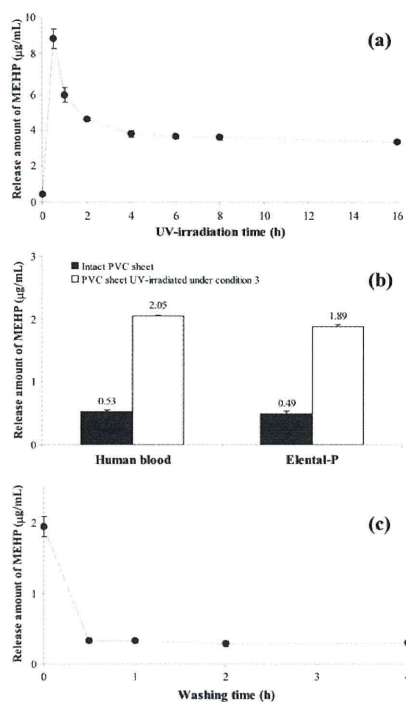 (a)
Release amount of MEHP (μg/mL)
10
8
6
4
2
0
0 2 4 6 8 10 12 14 16
UV-irradiation time (h)
(b)
Release amount of MEHP (μg/mL)
3
2
1
0
Intact PVC sheet
PVC sheet UV-irradiated under condition 3
0.53
2.05
0.49
1.89
Human blood
Elental-P
(c)
Release amount of MEHP (μg/mL)
2
1
0
0 1 2 3 4
Washing time (h)